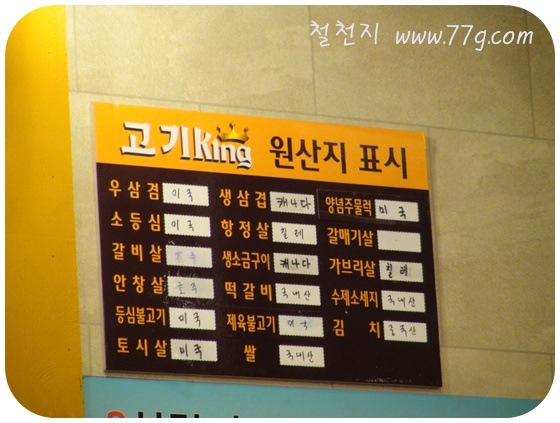 철천지 www.77g.com
고기King 원산지 표시
우삼겹 미국 생삼겹 캐나다 양념주물럭 미국
소등심 미국 항정살 칠레 갈매기살
갈비살 생소금구이 캐나다 가브리살 칠레
안창살 호주 떡갈비 국내산 수제소세지 국내산
등심불고기 미국 제육불고기 미국 김치 중국산
토시살 미국 쌀 국내산